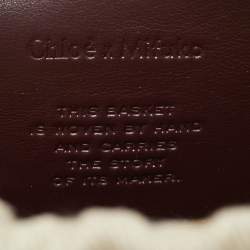 Chloé x Mifuko
THIS BASKET
IS WOVEN BY HAND
AND CARRIES
THE STORY
OF ITS MAKER.